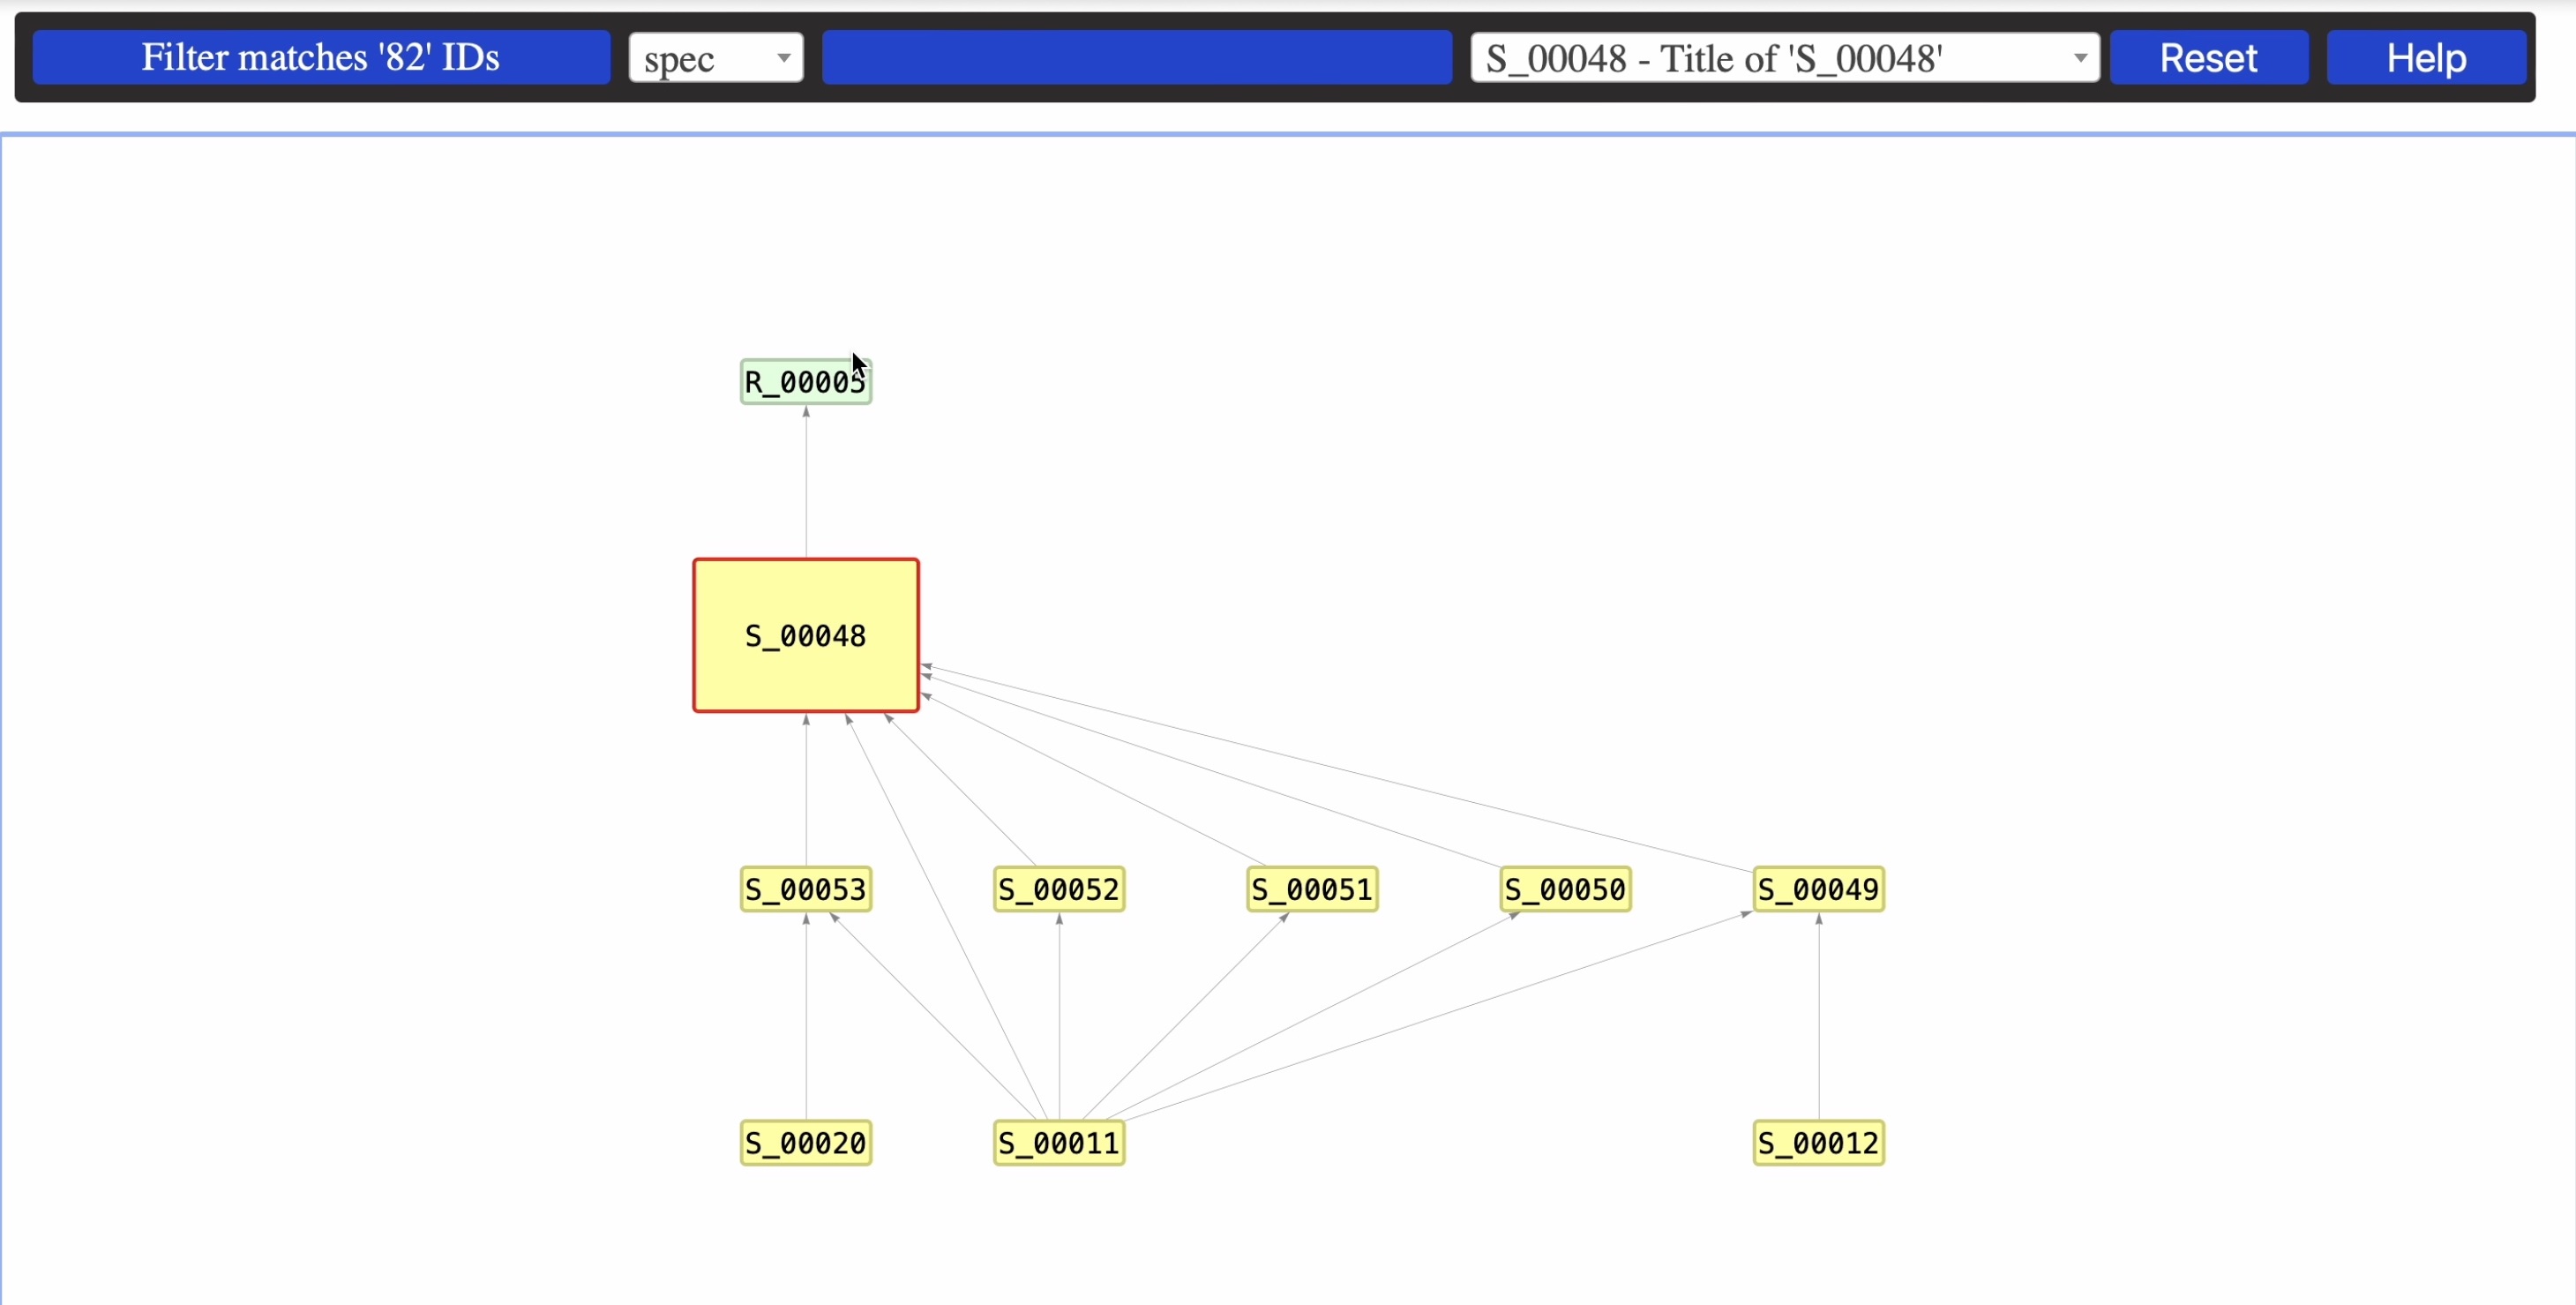 Filter matches '82' IDs
spec
S_00048 - Title of 'S_00048'
Reset
Help
R_00005
S_00048
S_00053
S_00052
S_00051
S_00050
S_00049
S_00020
S_00011
S_00012